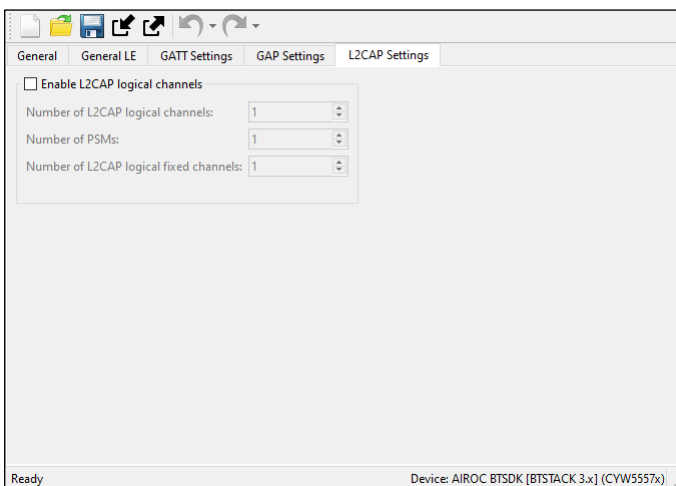 General General LE GATT Settings GAP Settings L2CAP Settings
Enable L2CAP logical channels
Number of L2CAP logical channels: 1
Number of PSMs: 1
Number of L2CAP logical fixed channels: 1
Ready Device: AIROC BTSDK [BTSTACK 3.x] (CYW5557x)